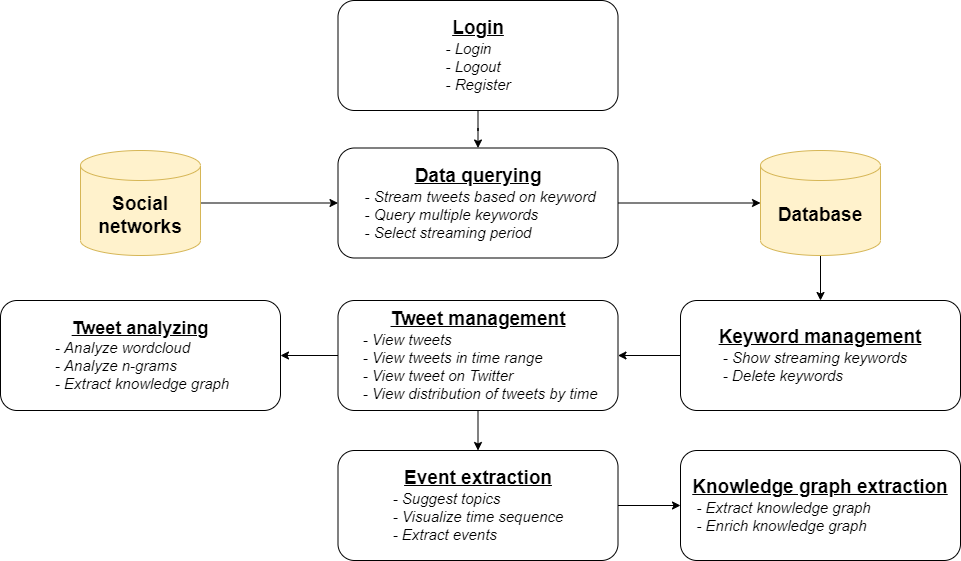 Login
- Login
- Logout
- Register
Social
networks
Data querying
- Stream tweets based on keyword
- Query multiple keywords
- Select streaming period
Database
Tweet analyzing
- Analyze wordcloud
- Analyze n-grams
- Extract knowledge graph
Tweet management
- View tweets
- View tweets in time range
- View tweet on Twitter
- View distribution of tweets by time
Keyword management
- Show streaming keywords
- Delete keywords
Event extraction
- Suggest topics
- Visualize time sequence
- Extract events
Knowledge graph extraction
- Extract knowledge graph
- Enrich knowledge graph